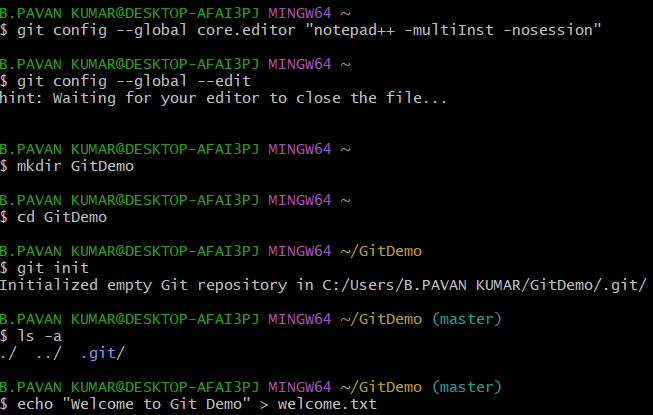 B.PAVAN KUMAR@DESKTOP-AFAI3PJ MINGW64 ~
$ git config --global core.editor "notepad++ -multiInst -nosession"
B.PAVAN KUMAR@DESKTOP-AFAI3PJ MINGW64 ~
$ git config --global --edit
hint: Waiting for your editor to close the file...
B.PAVAN KUMAR@DESKTOP-AFAI3PJ MINGW64 ~
$ mkdir GitDemo
B.PAVAN KUMAR@DESKTOP-AFAI3PJ MINGW64 ~
$ cd GitDemo
B.PAVAN KUMAR@DESKTOP-AFAI3PJ MINGW64 ~/GitDemo
$ git init
Initialized empty Git repository in C:/Users/B.PAVAN KUMAR/GitDemo/.git/
B.PAVAN KUMAR@DESKTOP-AFAI3PJ MINGW64 ~/GitDemo (master)
$ ls -a
./  ../  .git/
B.PAVAN KUMAR@DESKTOP-AFAI3PJ MINGW64 ~/GitDemo (master)
$ echo "Welcome to Git Demo" > welcome.txt